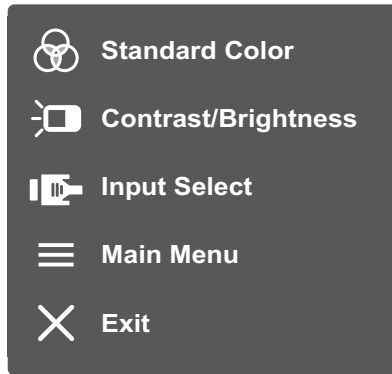 Standard Color
Contrast/Brightness
Input Select
Main Menu
Exit